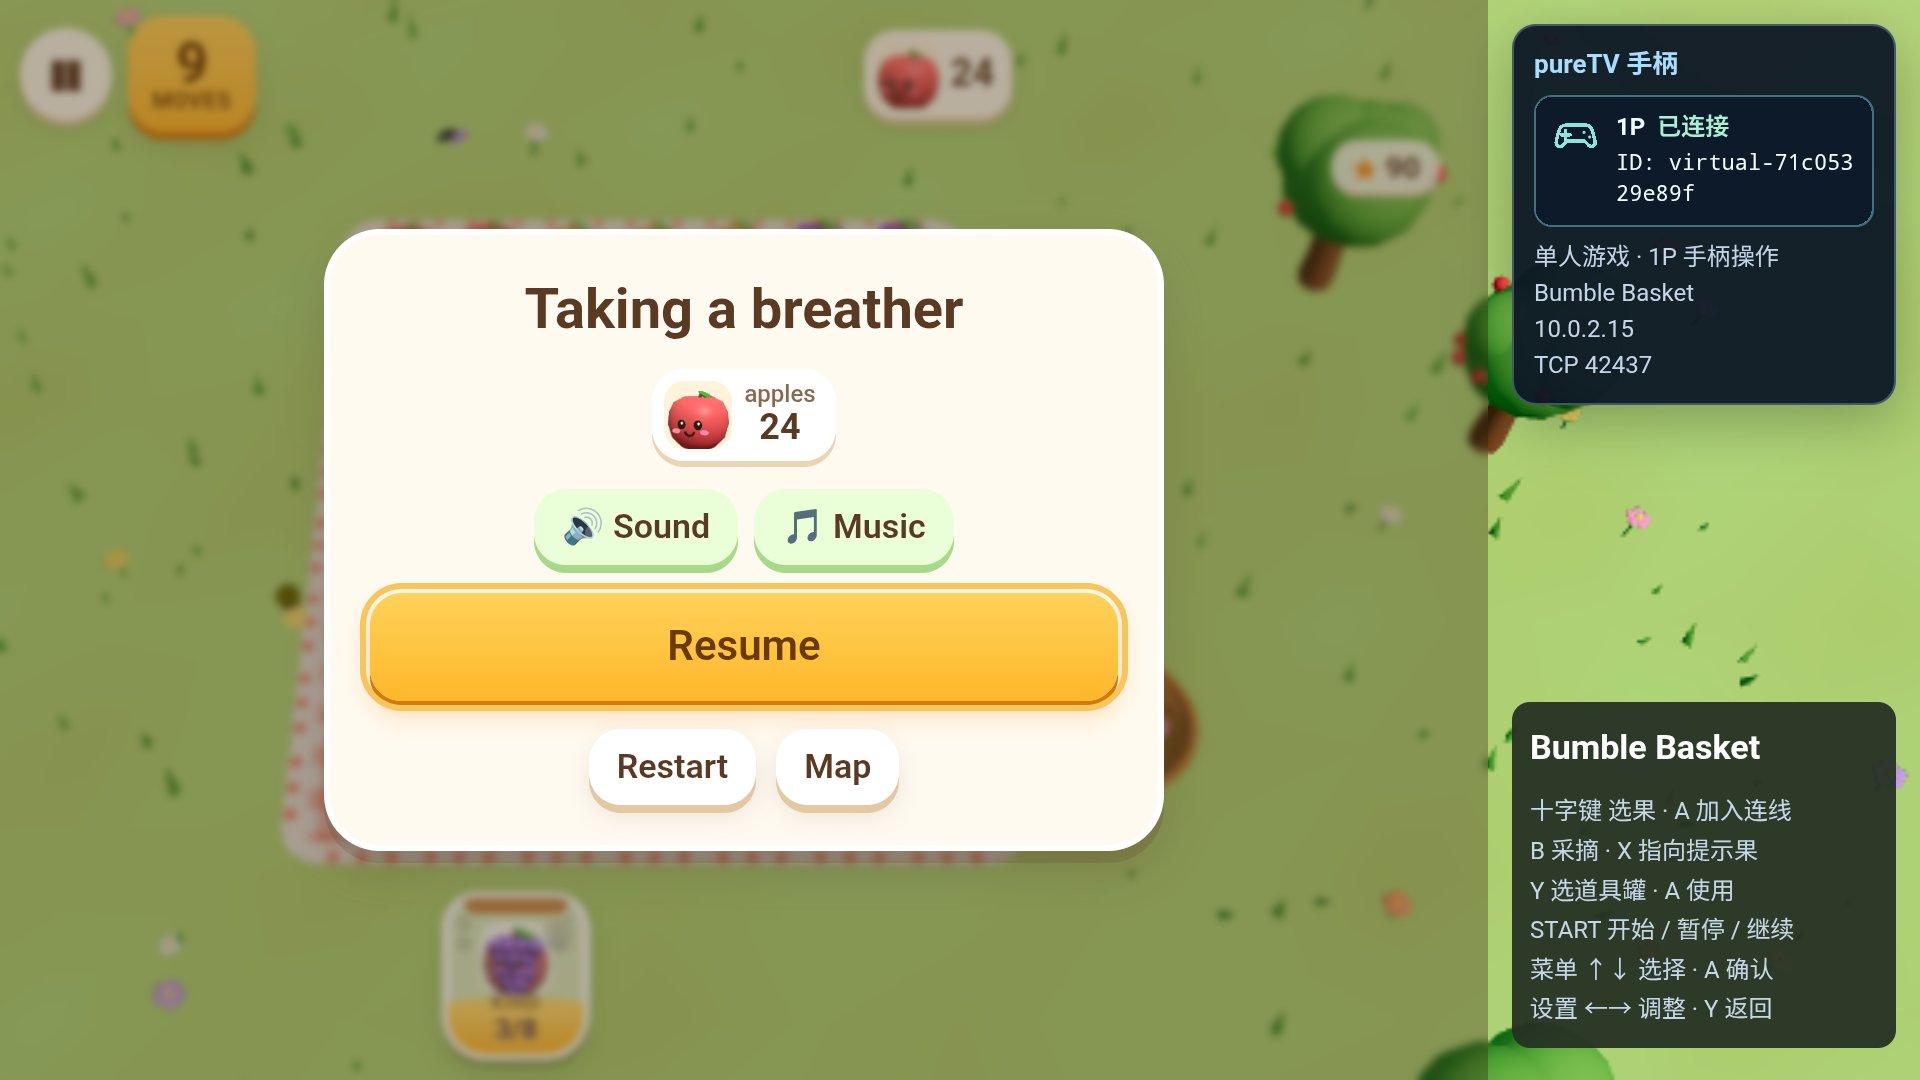 9
MOVES
24
90
Taking a breather
apples
24
Sound
Music
Resume
Restart
Map
3/8
pureTV 手柄
1P 已连接
ID: virtual-71c053
29e89f
单人游戏 · 1P 手柄操作
Bumble Basket
10.0.2.15
TCP 42437
Bumble Basket
十字键 选果 · A 加入连线
B 采摘 · X 指向提示果
Y 选道具罐 · A 使用
START 开始 / 暂停 / 继续
菜单 ↑↓ 选择 · A 确认
设置 ←→ 调整 · Y 返回